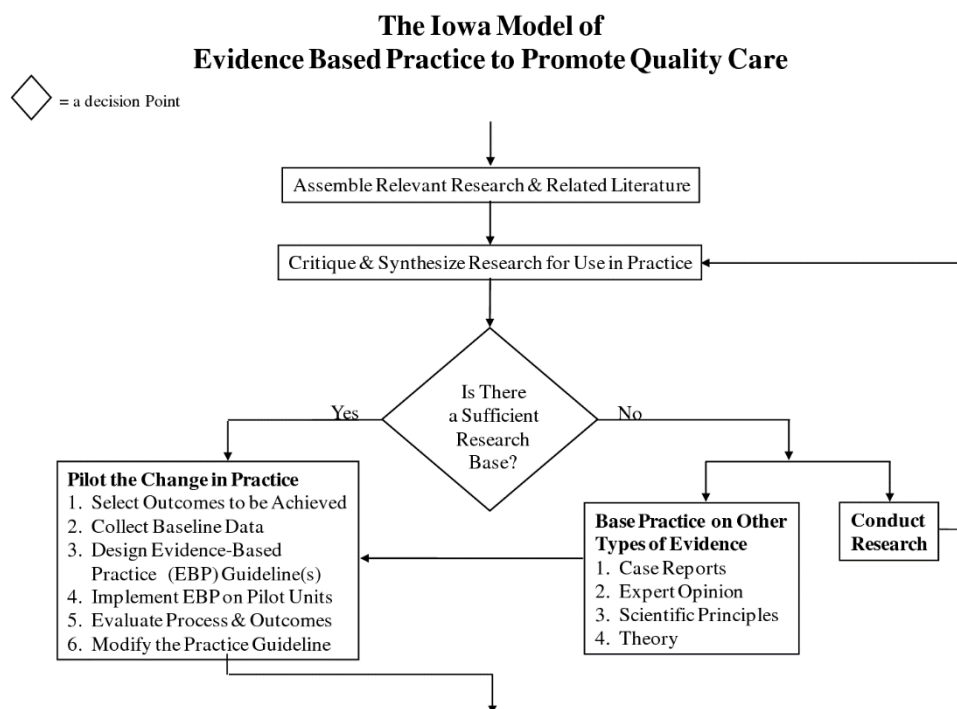 The Iowa Model of
Evidence Based Practice to Promote Quality Care
= a decision Point
Assemble Relevant Research & Related Literature
Critique & Synthesize Research for Use in Practice
Is There
a Sufficient
Research
Base?
Yes
No
Pilot the Change in Practice
1. Select Outcomes to be Achieved
2. Collect Baseline Data
3. Design Evidence-Based
Practice (EBP) Guideline(s)
4. Implement EBP on Pilot Units
5. Evaluate Process & Outcomes
6. Modify the Practice Guideline
Base Practice on Other
Types of Evidence
1. Case Reports
2. Expert Opinion
3. Scientific Principles
4. Theory
Conduct
Research